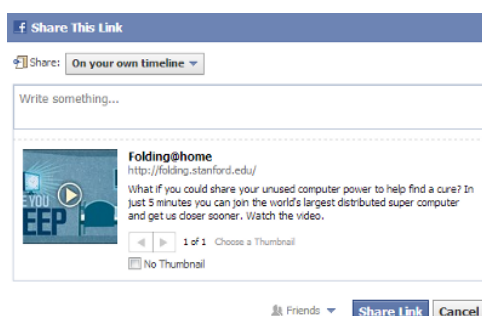 f Share This Link
Share: On your own timeline
Write something...
Folding@home
http://folding.stanford.edu/
What if you could share your unused computer power to help find a cure? In
just 5 minutes you can join the world's largest distributed super computer
and get us closer sooner. Watch the video.
E YOU
EEP
1 of 1 Choose a Thumbnail
No Thumbnail
Friends Share Link Cancel